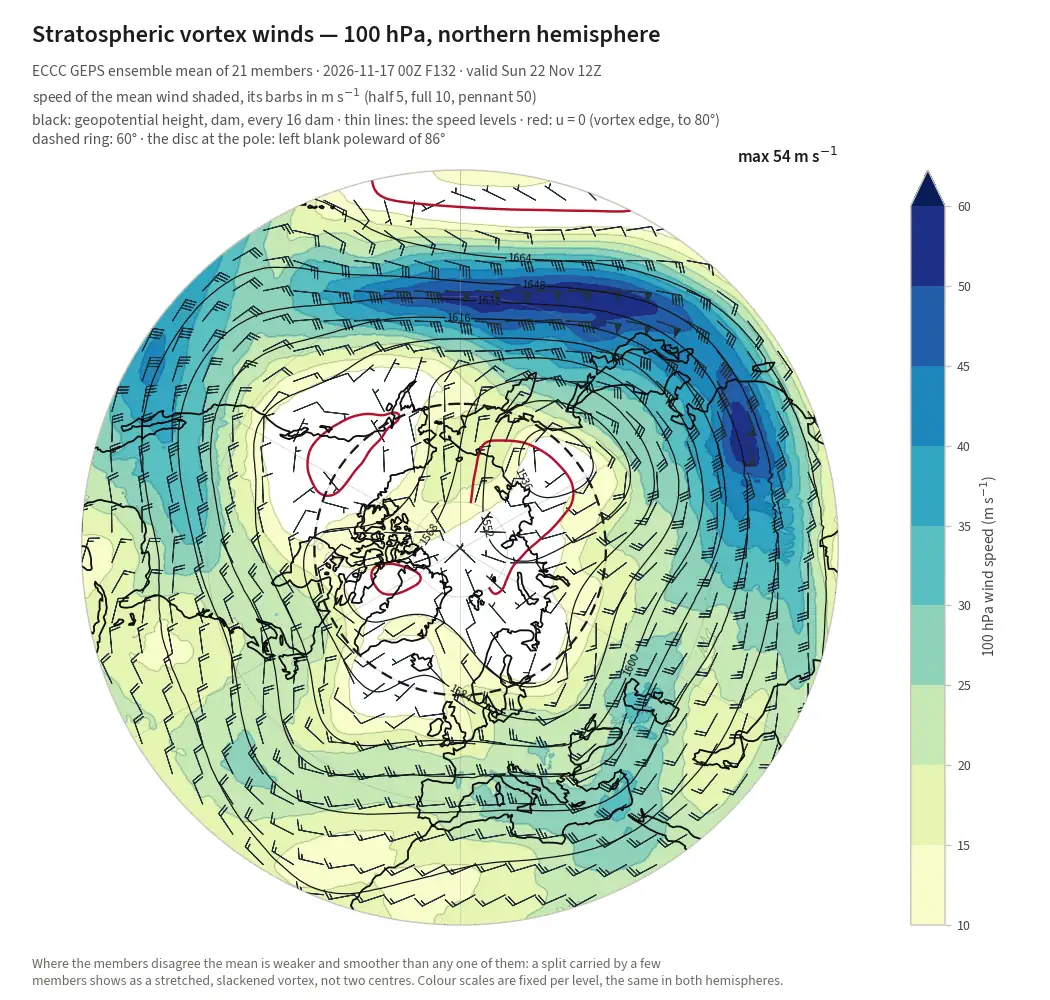 Stratospheric vortex winds — 100 hPa, northern hemisphere
ECCC GEPS ensemble mean of 21 members · 2026-11-17 00Z F132 · valid Sun 22 Nov 12Z
speed of the mean wind shaded, its barbs in m s⁻¹ (half 5, full 10, pennant 50)
black: geopotential height, dam, every 16 dam · thin lines: the speed levels · red: u = 0 (vortex edge, to 80°)
dashed ring: 60° · the disc at the pole: left blank poleward of 86°
max 54 m s⁻¹
1664
1648
1632
1616
1536
1552
1568
1600
60
50
45
40
35
30
25
20
15
10
100 hPa wind speed (m s⁻¹)
Where the members disagree the mean is weaker and smoother than any one of them: a split carried by a few
members shows as a stretched, slackened vortex, not two centres. Colour scales are fixed per level, the same in both hemispheres.